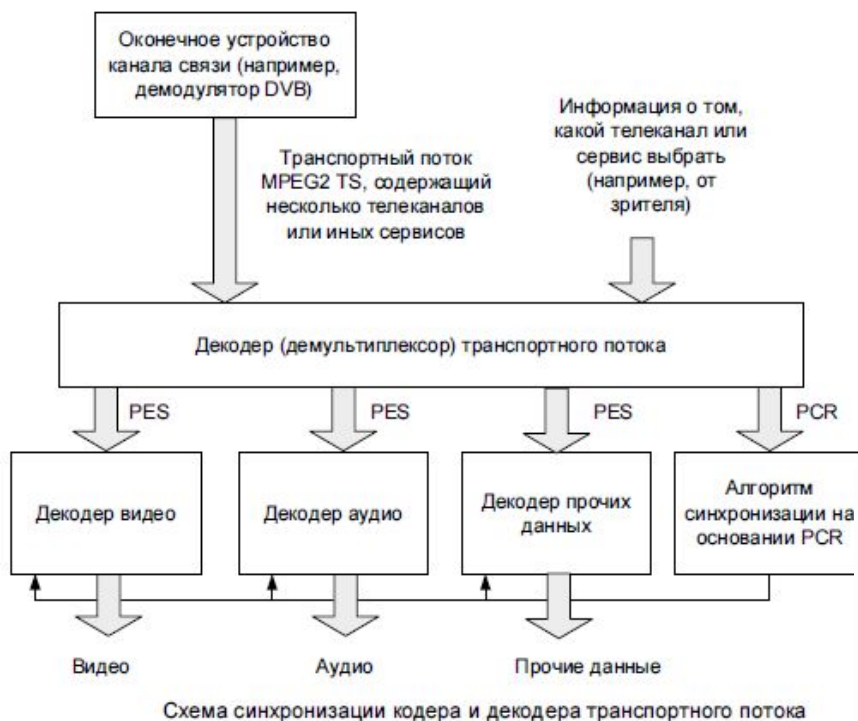 Оконечное устройство
канала связи (например,
демодулятор DVB)
Информация о том,
какой телеканал или
сервис выбрать
(например, от
зрителя)
Транспортный поток
MPEG2 TS, содержащий
несколько телеканалов
или иных сервисов
Декодер (демультиплексор) транспортного потока
PES
PES
PES
PCR
Декодер видео
Декодер аудио
Декодер прочих
данных
Алгоритм
синхронизации на
основании PCR
Видео
Аудио
Прочие данные
Схема синхронизации кодера и декодера транспортного потока